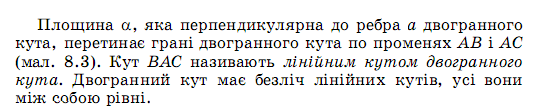 Площина α, яка перпендикулярна до ребра a двогранного
кута, перетинає грані двогранного кута по променях AB і AC
(мал. 8.3). Кут BAC називають лінійним кутом двогранного
кута. Двогранний кут має безліч лінійних кутів, усі вони
між собою рівні.